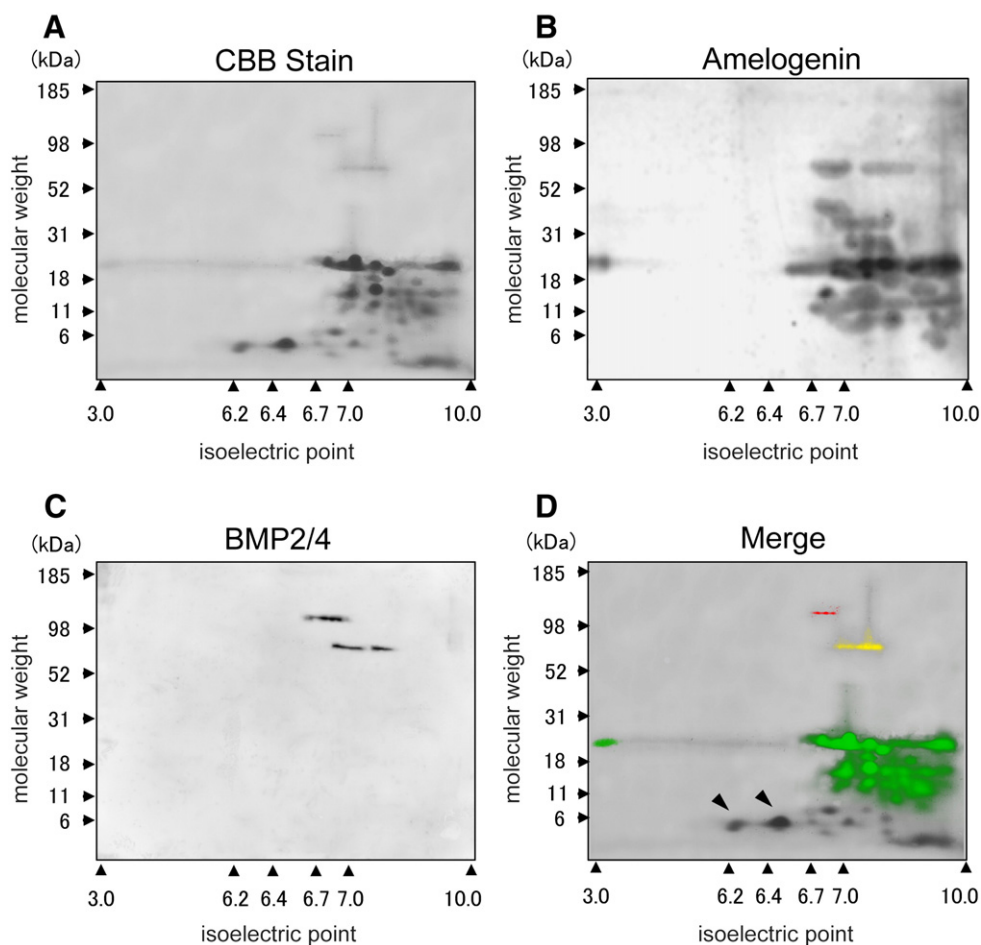 A
CBB Stain
(kDa)
molecular weight
185
98
52
31
18
11
6
3.0 6.2 6.4 6.7 7.0 10.0
isoelectric point
B
Amelogenin
(kDa)
molecular weight
185
98
52
31
18
11
6
3.0 6.2 6.4 6.7 7.0 10.0
isoelectric point
C
BMP2/4
(kDa)
molecular weight
185
98
52
31
18
11
6
3.0 6.2 6.4 6.7 7.0 10.0
isoelectric point
D
Merge
(kDa)
molecular weight
185
98
52
31
18
11
6
3.0 6.2 6.4 6.7 7.0 10.0
isoelectric point